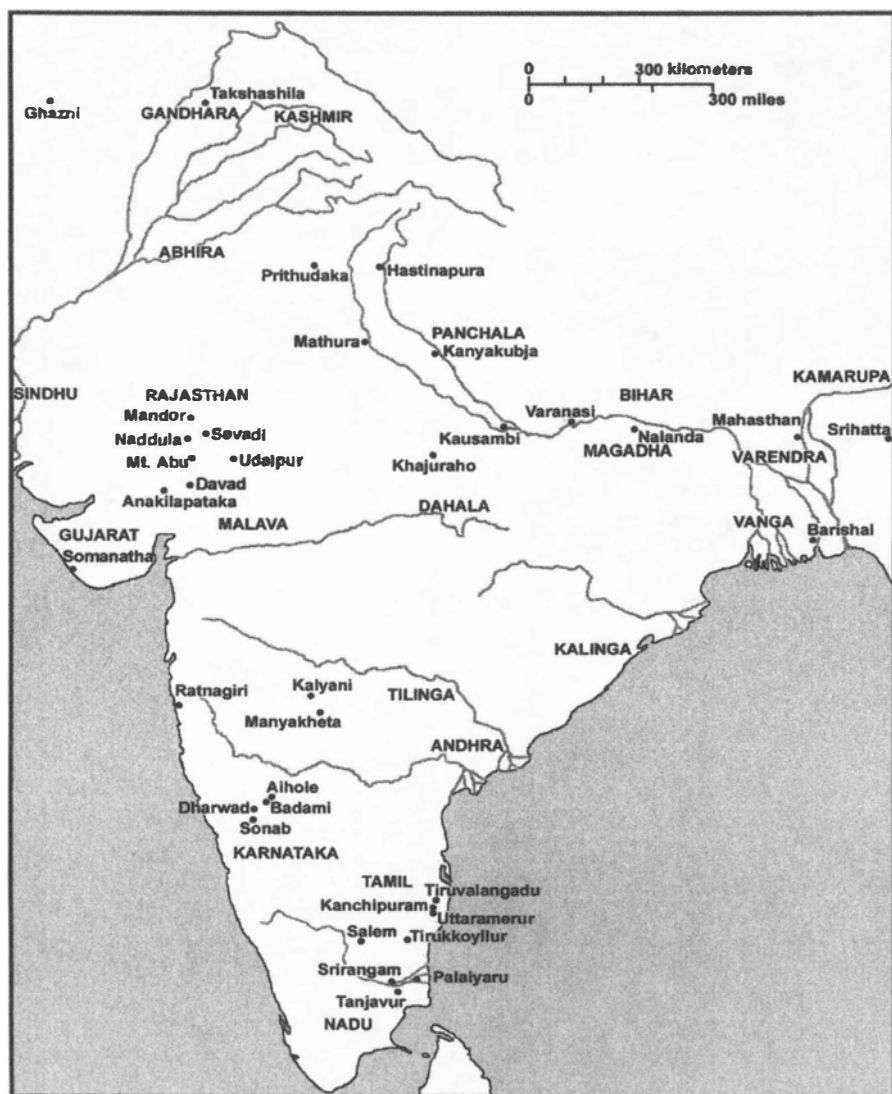 0 300 kilometers
0 300 miles
Takshashila
Ghazni
GANDHARA
KASHMIR
ABHIRA
Prithudaka
Hastinapura
Mathura
PANCHALA
Kanyakubja
SINDHU
RAJASTHAN
BIHAR
KAMARUPA
Mandor
Varanasi
Mahasthan
Naddula
Sevadi
Kausambi
Nalanda
Srihatta
MAGADHA
Mt. Abu
Udaipur
Khajuraho
VARENDRA
Davad
Anakilapataka
DAHALA
GUJARAT
MALAVA
VANGA
Barishal
Somanatha
KALINGA
Kalyani
Ratnagiri
TILINGA
Manyakheta
ANDHRA
Aihole
Dharwad
Badami
Sonab
KARNATAKA
TAMIL
Tiruvalangadu
Kanchipuram
Uttaramerur
Salem
Tirukkoyilur
Srirangam
Palaiyaru
Tanjavur
NADU